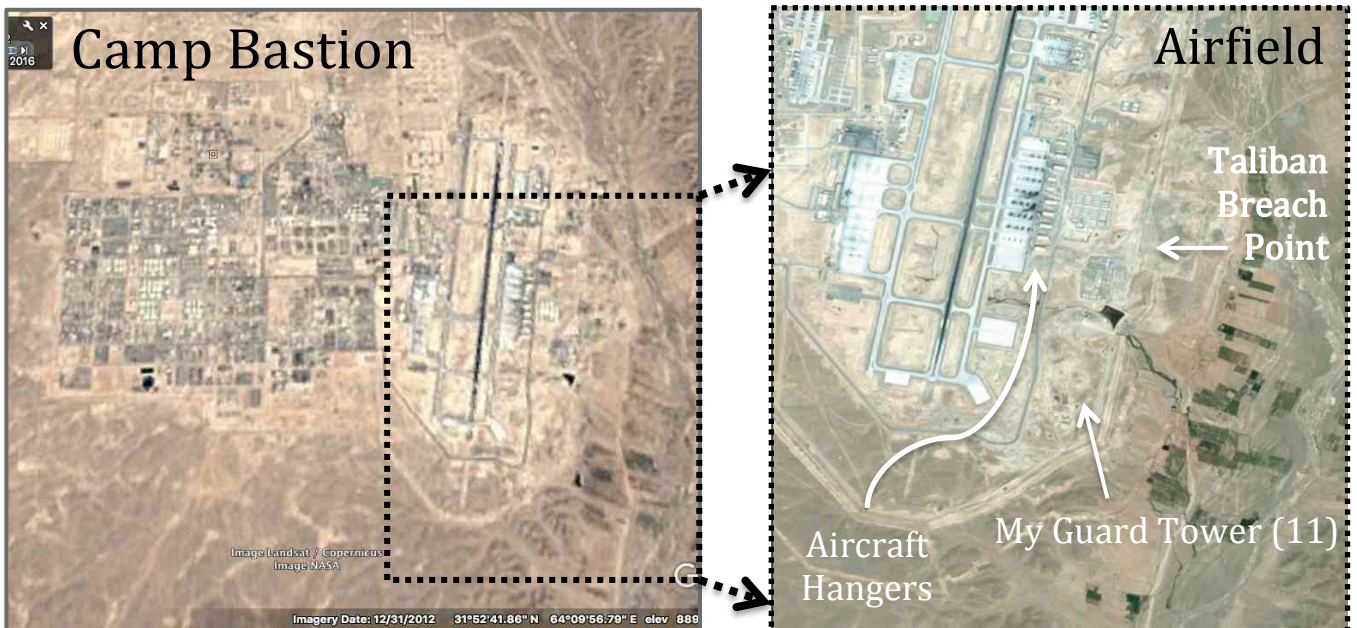 2016
Camp Bastion
Image Landsat / Copernicus
Image NASA
Imagery Date: 12/31/2012 31°52'41.86" N 64°09'56.79" E elev 889
Airfield
Taliban
Breach
Point
My Guard Tower (11)
Aircraft
Hangers